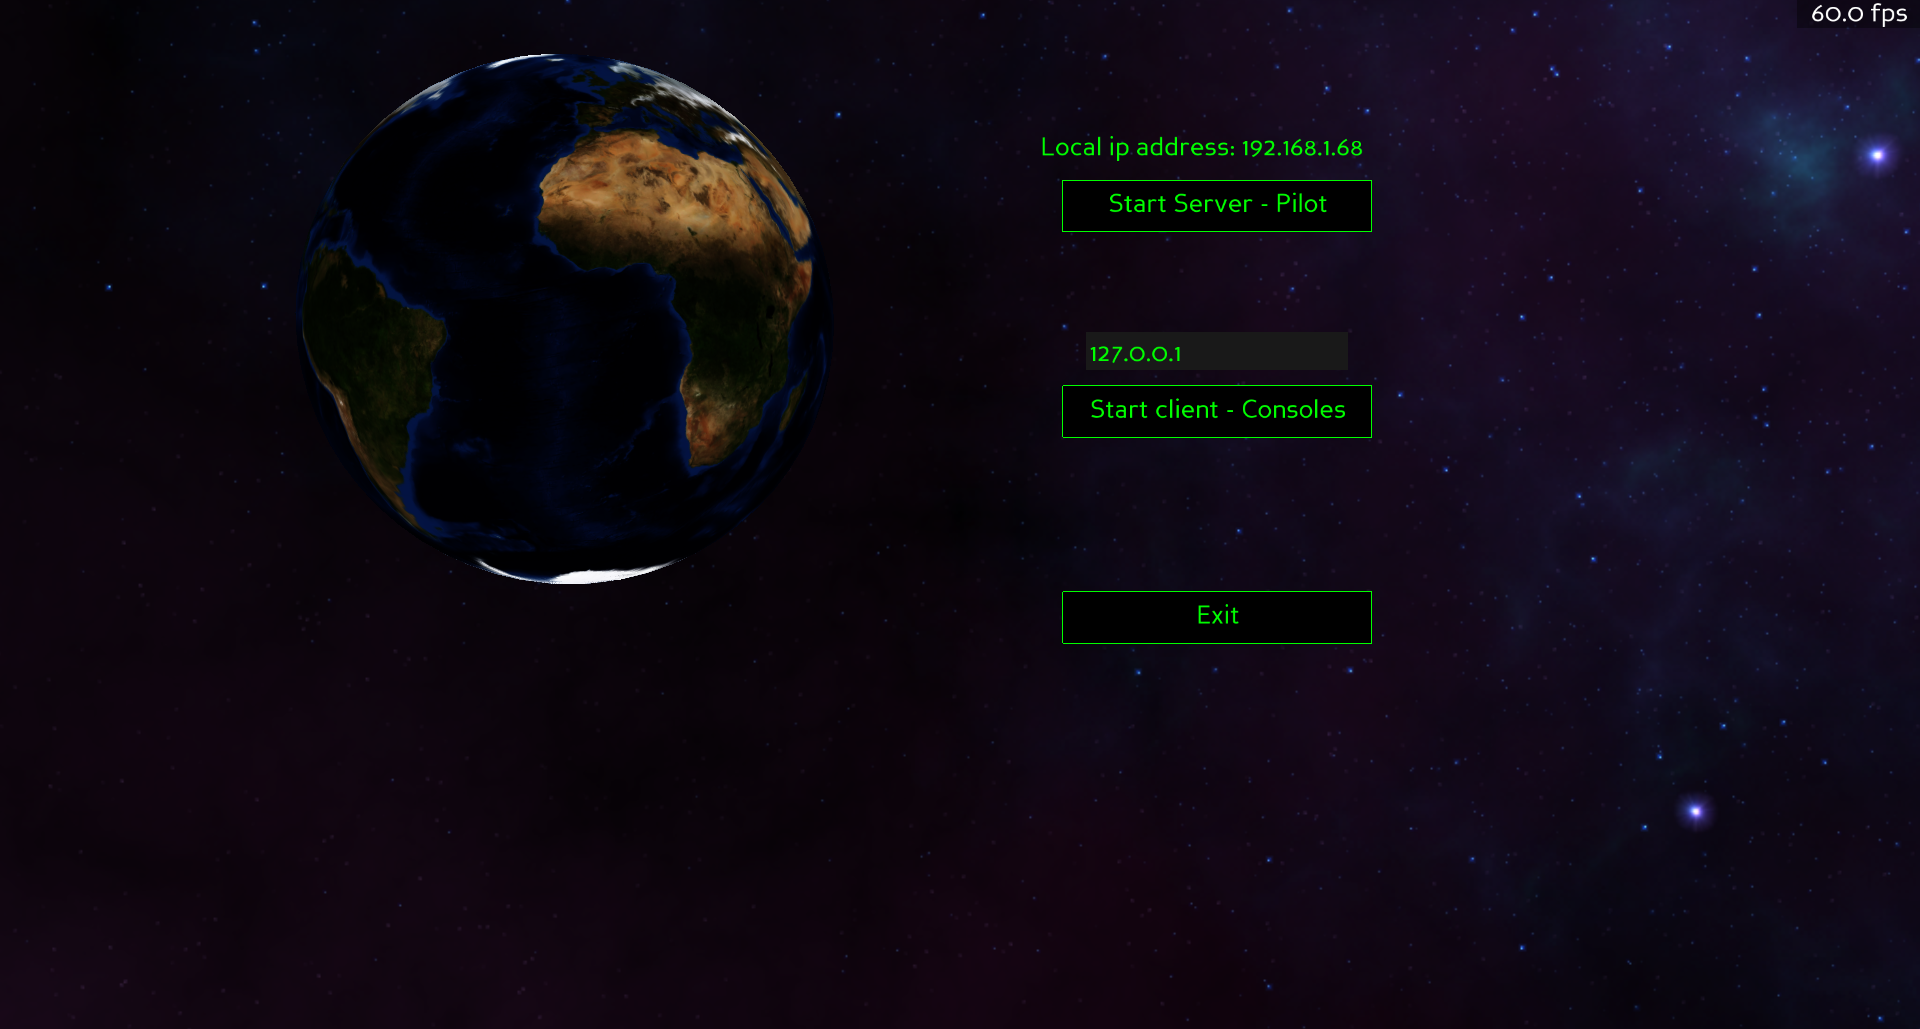 60.0 fps
Local ip address: 192.168.1.68
Start Server - Pilot
127.0.0.1
Start client - Consoles
Exit